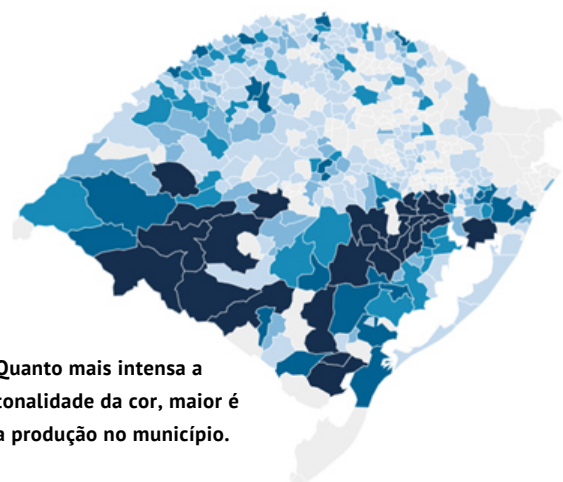 Quanto mais intensa a
tonalidade da cor, maior é
a produção no município.